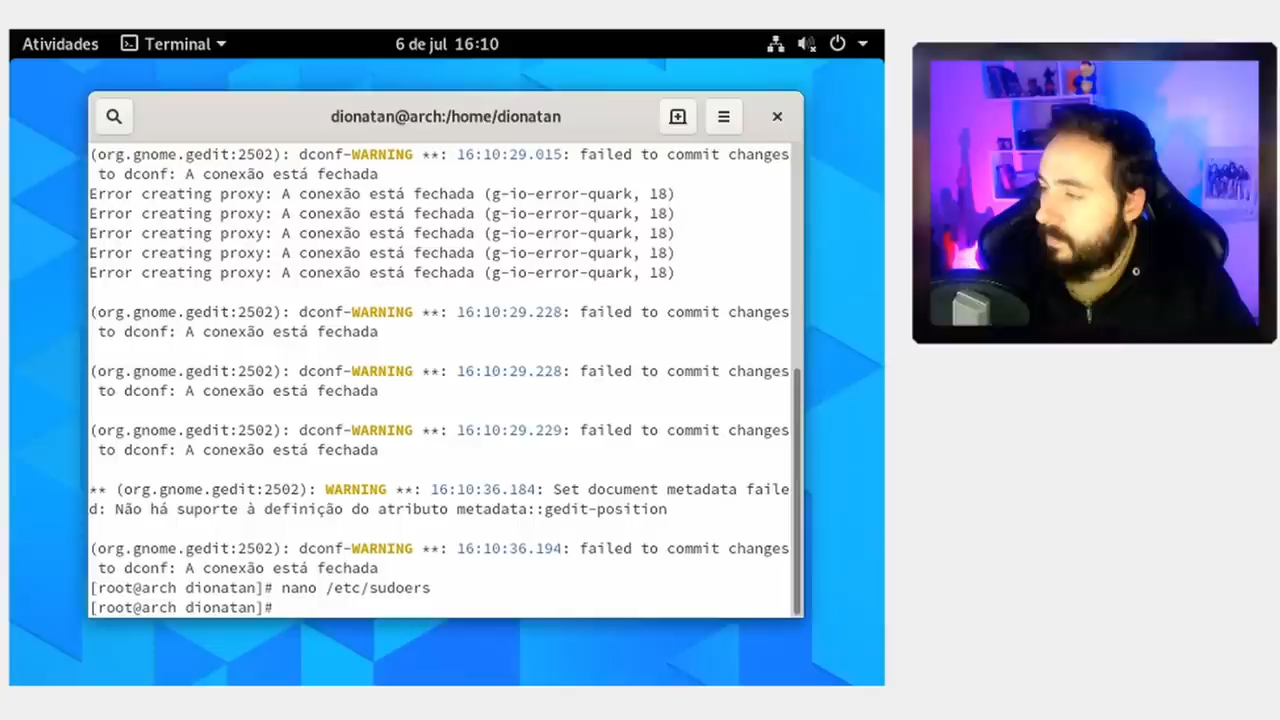 Atividades Terminal 6 de jul 16:10
dionatan@arch:/home/dionatan
(org.gnome.gedit:2502): dconf-WARNING **: 16:10:29.015: failed to commit changes
to dconf: A conexão está fechada
Error creating proxy: A conexão está fechada (g-io-error-quark, 18)
Error creating proxy: A conexão está fechada (g-io-error-quark, 18)
Error creating proxy: A conexão está fechada (g-io-error-quark, 18)
Error creating proxy: A conexão está fechada (g-io-error-quark, 18)
Error creating proxy: A conexão está fechada (g-io-error-quark, 18)
(org.gnome.gedit:2502): dconf-WARNING **: 16:10:29.228: failed to commit changes
to dconf: A conexão está fechada
(org.gnome.gedit:2502): dconf-WARNING **: 16:10:29.228: failed to commit changes
to dconf: A conexão está fechada
(org.gnome.gedit:2502): dconf-WARNING **: 16:10:29.229: failed to commit changes
to dconf: A conexão está fechada
** (org.gnome.gedit:2502): WARNING **: 16:10:36.184: Set document metadata faile
d: Não há suporte à definição do atributo metadata::gedit-position
(org.gnome.gedit:2502): dconf-WARNING **: 16:10:36.194: failed to commit changes
to dconf: A conexão está fechada
[root@arch dionatan]# nano /etc/sudoers
[root@arch dionatan]#